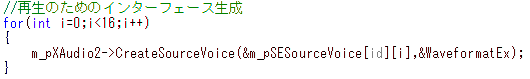 //再生のためのインターフェース生成
for(int i=0;i<16;i++)
{
m_pXAudio2->CreateSourceVoice(&m_pSESourceVoice[id][i],&WaveformatEx);
}